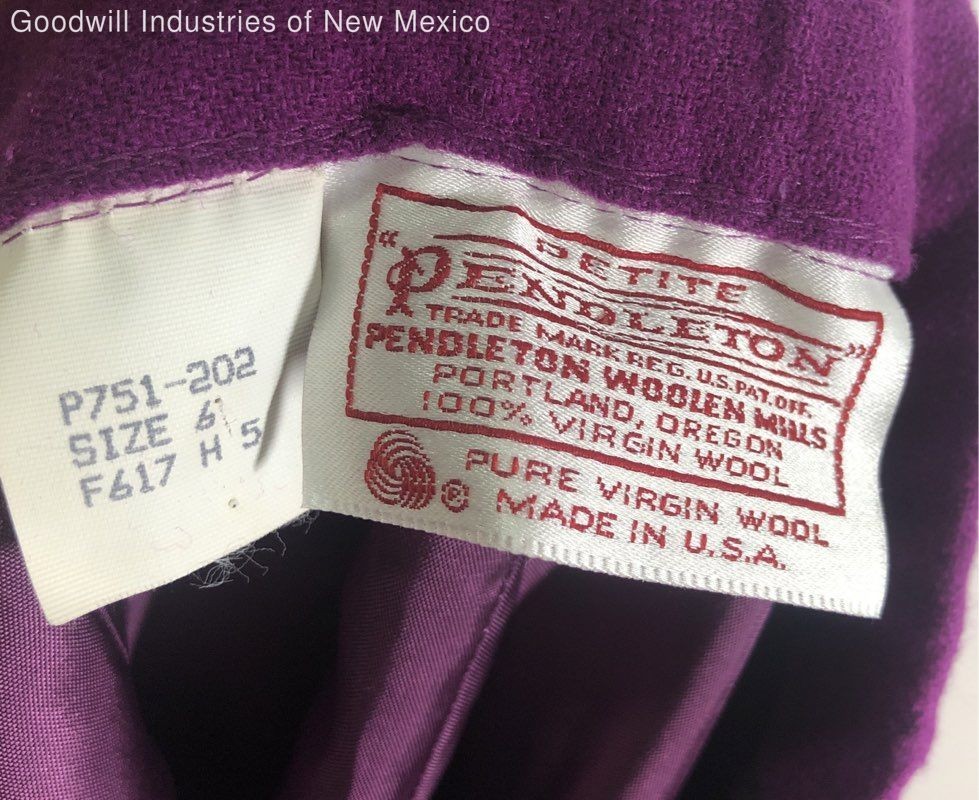 Goodwill Industries of New Mexico
P751-202
SIZE 6
F617 H 5
PETITE
"PENDLETON"
TRADE MARK REG. U.S. PAT. OFF.
PENDLETON WOOLEN MILLS
PORTLAND, OREGON
100% VIRGIN WOOL
® PURE VIRGIN WOOL
MADE IN U.S.A.